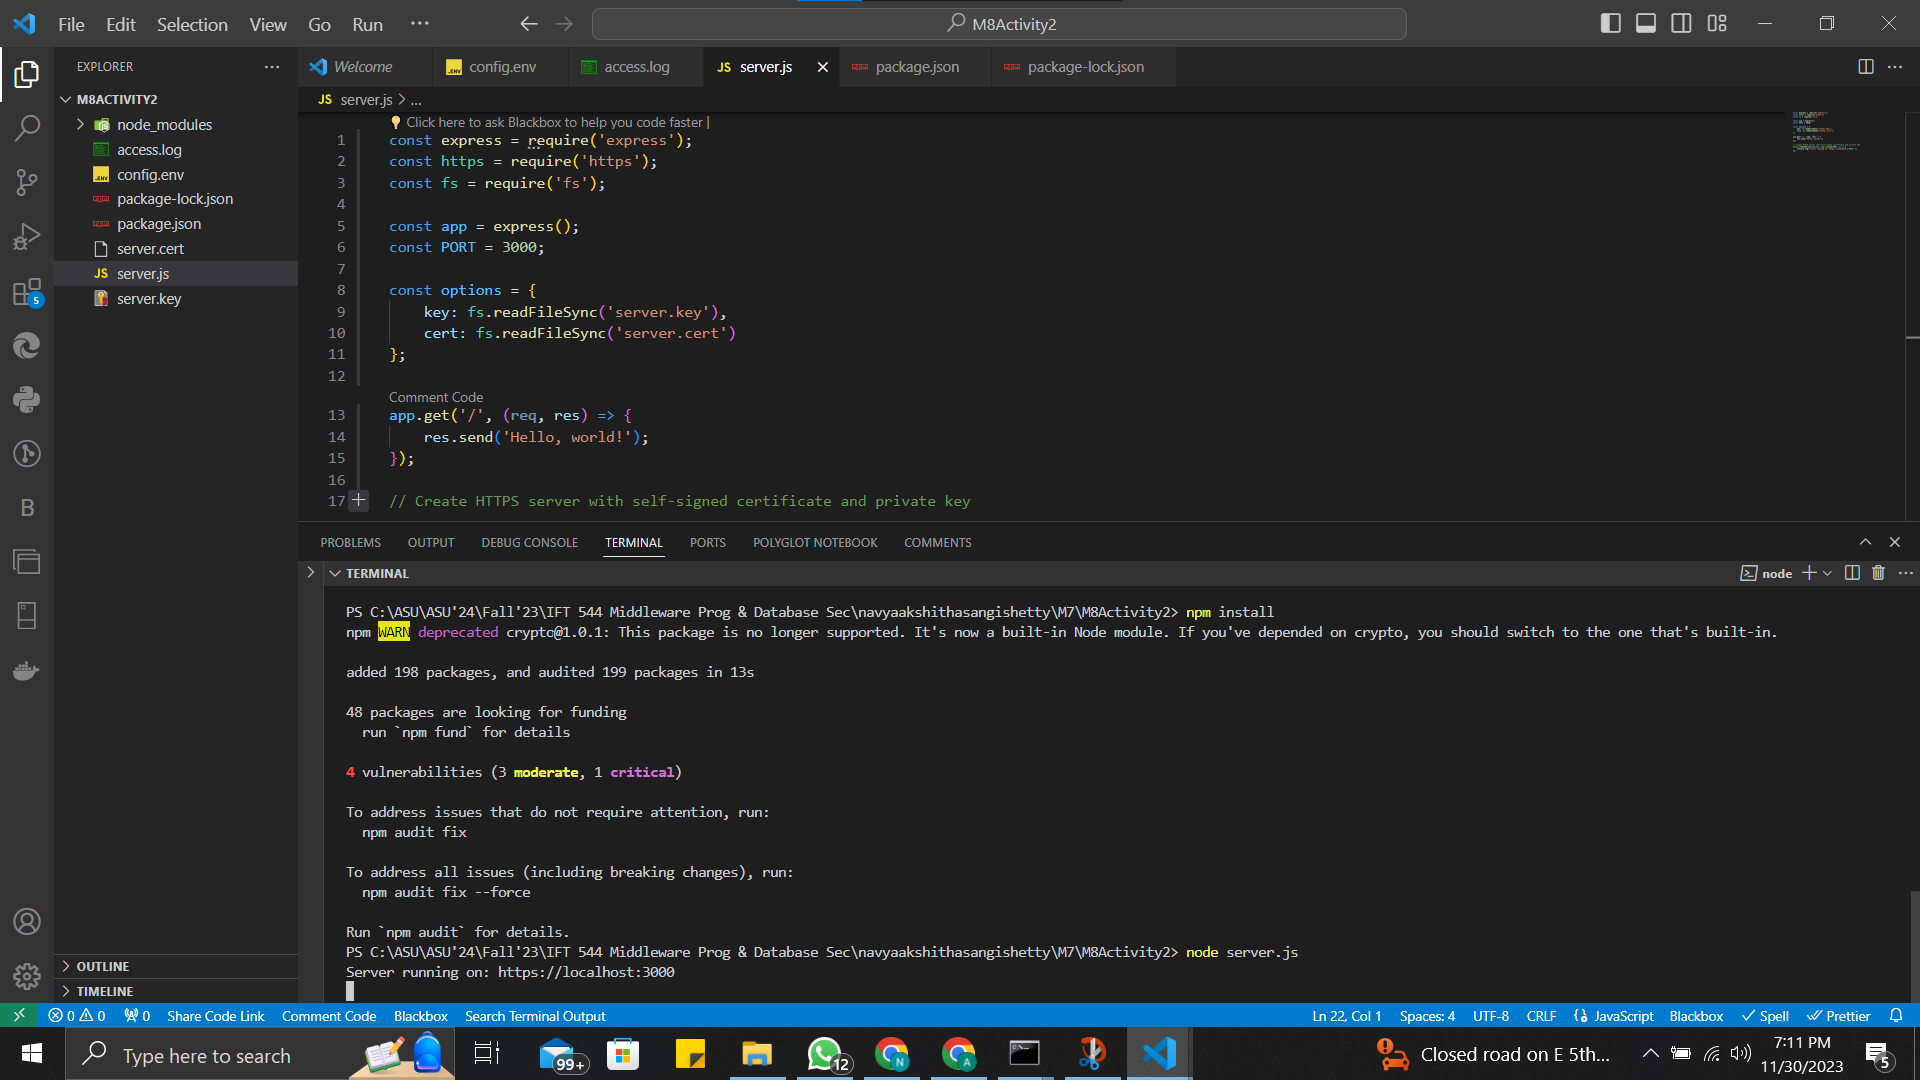 File Edit Selection View Go Run ···
M8Activity2
EXPLORER
M8ACTIVITY2
node_modules
access.log
config.env
package-lock.json
package.json
server.cert
JS server.js
server.key
5
B
OUTLINE
TIMELINE
Welcome
.ENV config.env
access.log
JS server.js
package.json
package-lock.json
JS server.js > ...
Click here to ask Blackbox to help you code faster |
1 const express = require('express');
2 const https = require('https');
3 const fs = require('fs');
4
5 const app = express();
6 const PORT = 3000;
7
8 const options = {
9 key: fs.readFileSync('server.key'),
10 cert: fs.readFileSync('server.cert')
11 };
12
Comment Code
13 app.get('/', (req, res) => {
14 res.send('Hello, world!');
15 });
16
17 // Create HTTPS server with self-signed certificate and private key
PROBLEMS OUTPUT DEBUG CONSOLE TERMINAL PORTS POLYGLOT NOTEBOOK COMMENTS
TERMINAL
node
PS C:\ASU\ASU'24\Fall'23\IFT 544 Middleware Prog & Database Sec\navyaakshithasangishetty\M7\M8Activity2> npm install
npm WARN deprecated crypto@1.0.1: This package is no longer supported. It's now a built-in Node module. If you've depended on crypto, you should switch to the one that's built-in.
added 198 packages, and audited 199 packages in 13s
48 packages are looking for funding
run `npm fund` for details
4 vulnerabilities (3 moderate, 1 critical)
To address issues that do not require attention, run:
npm audit fix
To address all issues (including breaking changes), run:
npm audit fix --force
Run `npm audit` for details.
PS C:\ASU\ASU'24\Fall'23\IFT 544 Middleware Prog & Database Sec\navyaakshithasangishetty\M7\M8Activity2> node server.js
Server running on: https://localhost:3000
0 0 0 Share Code Link Comment Code Blackbox Search Terminal Output
Ln 22, Col 1 Spaces: 4 UTF-8 CRLF {} JavaScript Blackbox Spell Prettier
Type here to search
99+
12
N
A
Closed road on E 5th...
7:11 PM
11/30/2023
5